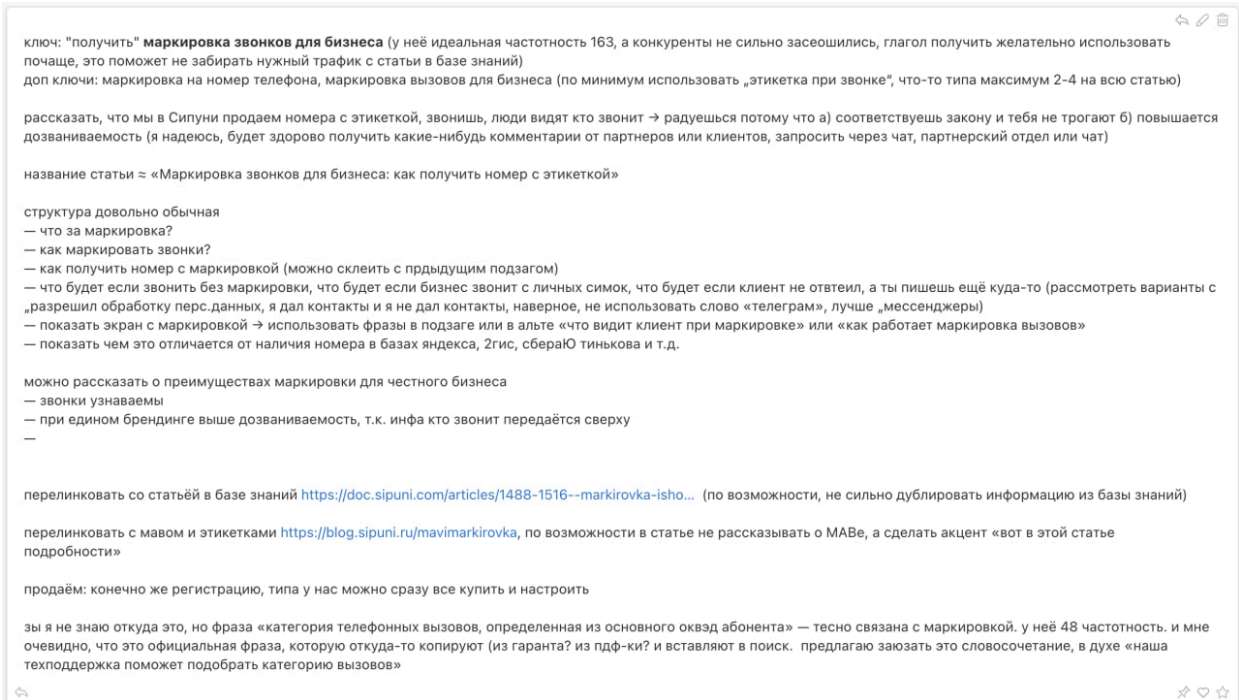 ключ: "получить" маркировка звонков для бизнеса (у неё идеальная частотность 163, а конкуренты не сильно засеошились, глагол получить желательно использовать
почаще, это поможет не забирать нужный трафик с статьи в базе знаний)
доп ключи: маркировка на номер телефона, маркировка вызовов для бизнеса (по минимум использовать „этикетка при звонке“, что-то типа максимум 2-4 на всю статью)
рассказать, что мы в Сипуни продаем номера с этикеткой, звонишь, люди видят кто звонит → радуешься потому что а) соответствуешь закону и тебя не трогают б) повышается
дозваниваемость (я надеюсь, будет здорово получить какие-нибудь комментарии от партнеров или клиентов, запросить через чат, партнерский отдел или чат)
название статьи ≈ «Маркировка звонков для бизнеса: как получить номер с этикеткой»
структура довольно обычная
— что за маркировка?
— как маркировать звонки?
— как получить номер с маркировкой (можно склеить с прдыдущим подзагом)
— что будет если звонить без маркировки, что будет если бизнес звонит с личных симок, что будет если клиент не отвтеил, а ты пишешь ещё куда-то (рассмотреть варианты с
„разрешил обработку перс.данных, я дал контакты и я не дал контакты, наверное, не использовать слово «телеграм», лучше „мессенджеры)
— показать экран с маркировкой → использовать фразы в подзаге или в альте «что видит клиент при маркировке» или «как работает маркировка вызовов»
— показать чем это отличается от наличия номера в базах яндекса, 2гис, сбераЮ тинькова и т.д.
можно рассказать о преимуществах маркировки для честного бизнеса
— звонки узнаваемы
— при едином брендинге выше дозваниваемость, т.к. инфа кто звонит передаётся сверху
—
перелинковать со статьёй в базе знаний https://doc.sipuni.com/articles/1488-1516--markirovka-isho... (по возможности, не сильно дублировать информацию из базы знаний)
перелинковать с мавом и этикетками https://blog.sipuni.ru/mavimarkirovka, по возможности в статье не рассказывать о МАВе, а сделать акцент «вот в этой статье
подробности»
продаём: конечно же регистрацию, типа у нас можно сразу все купить и настроить
зы я не знаю откуда это, но фраза «категория телефонных вызовов, определенная из основного оквэд абонента» — тесно связана с маркировкой. у неё 48 частотность. и мне
очевидно, что это официальная фраза, которую откуда-то копируют (из гаранта? из пдф-ки? и вставляют в поиск. предлагаю заюзать это словосочетание, в духе «наша
техподдержка поможет подобрать категорию вызовов»